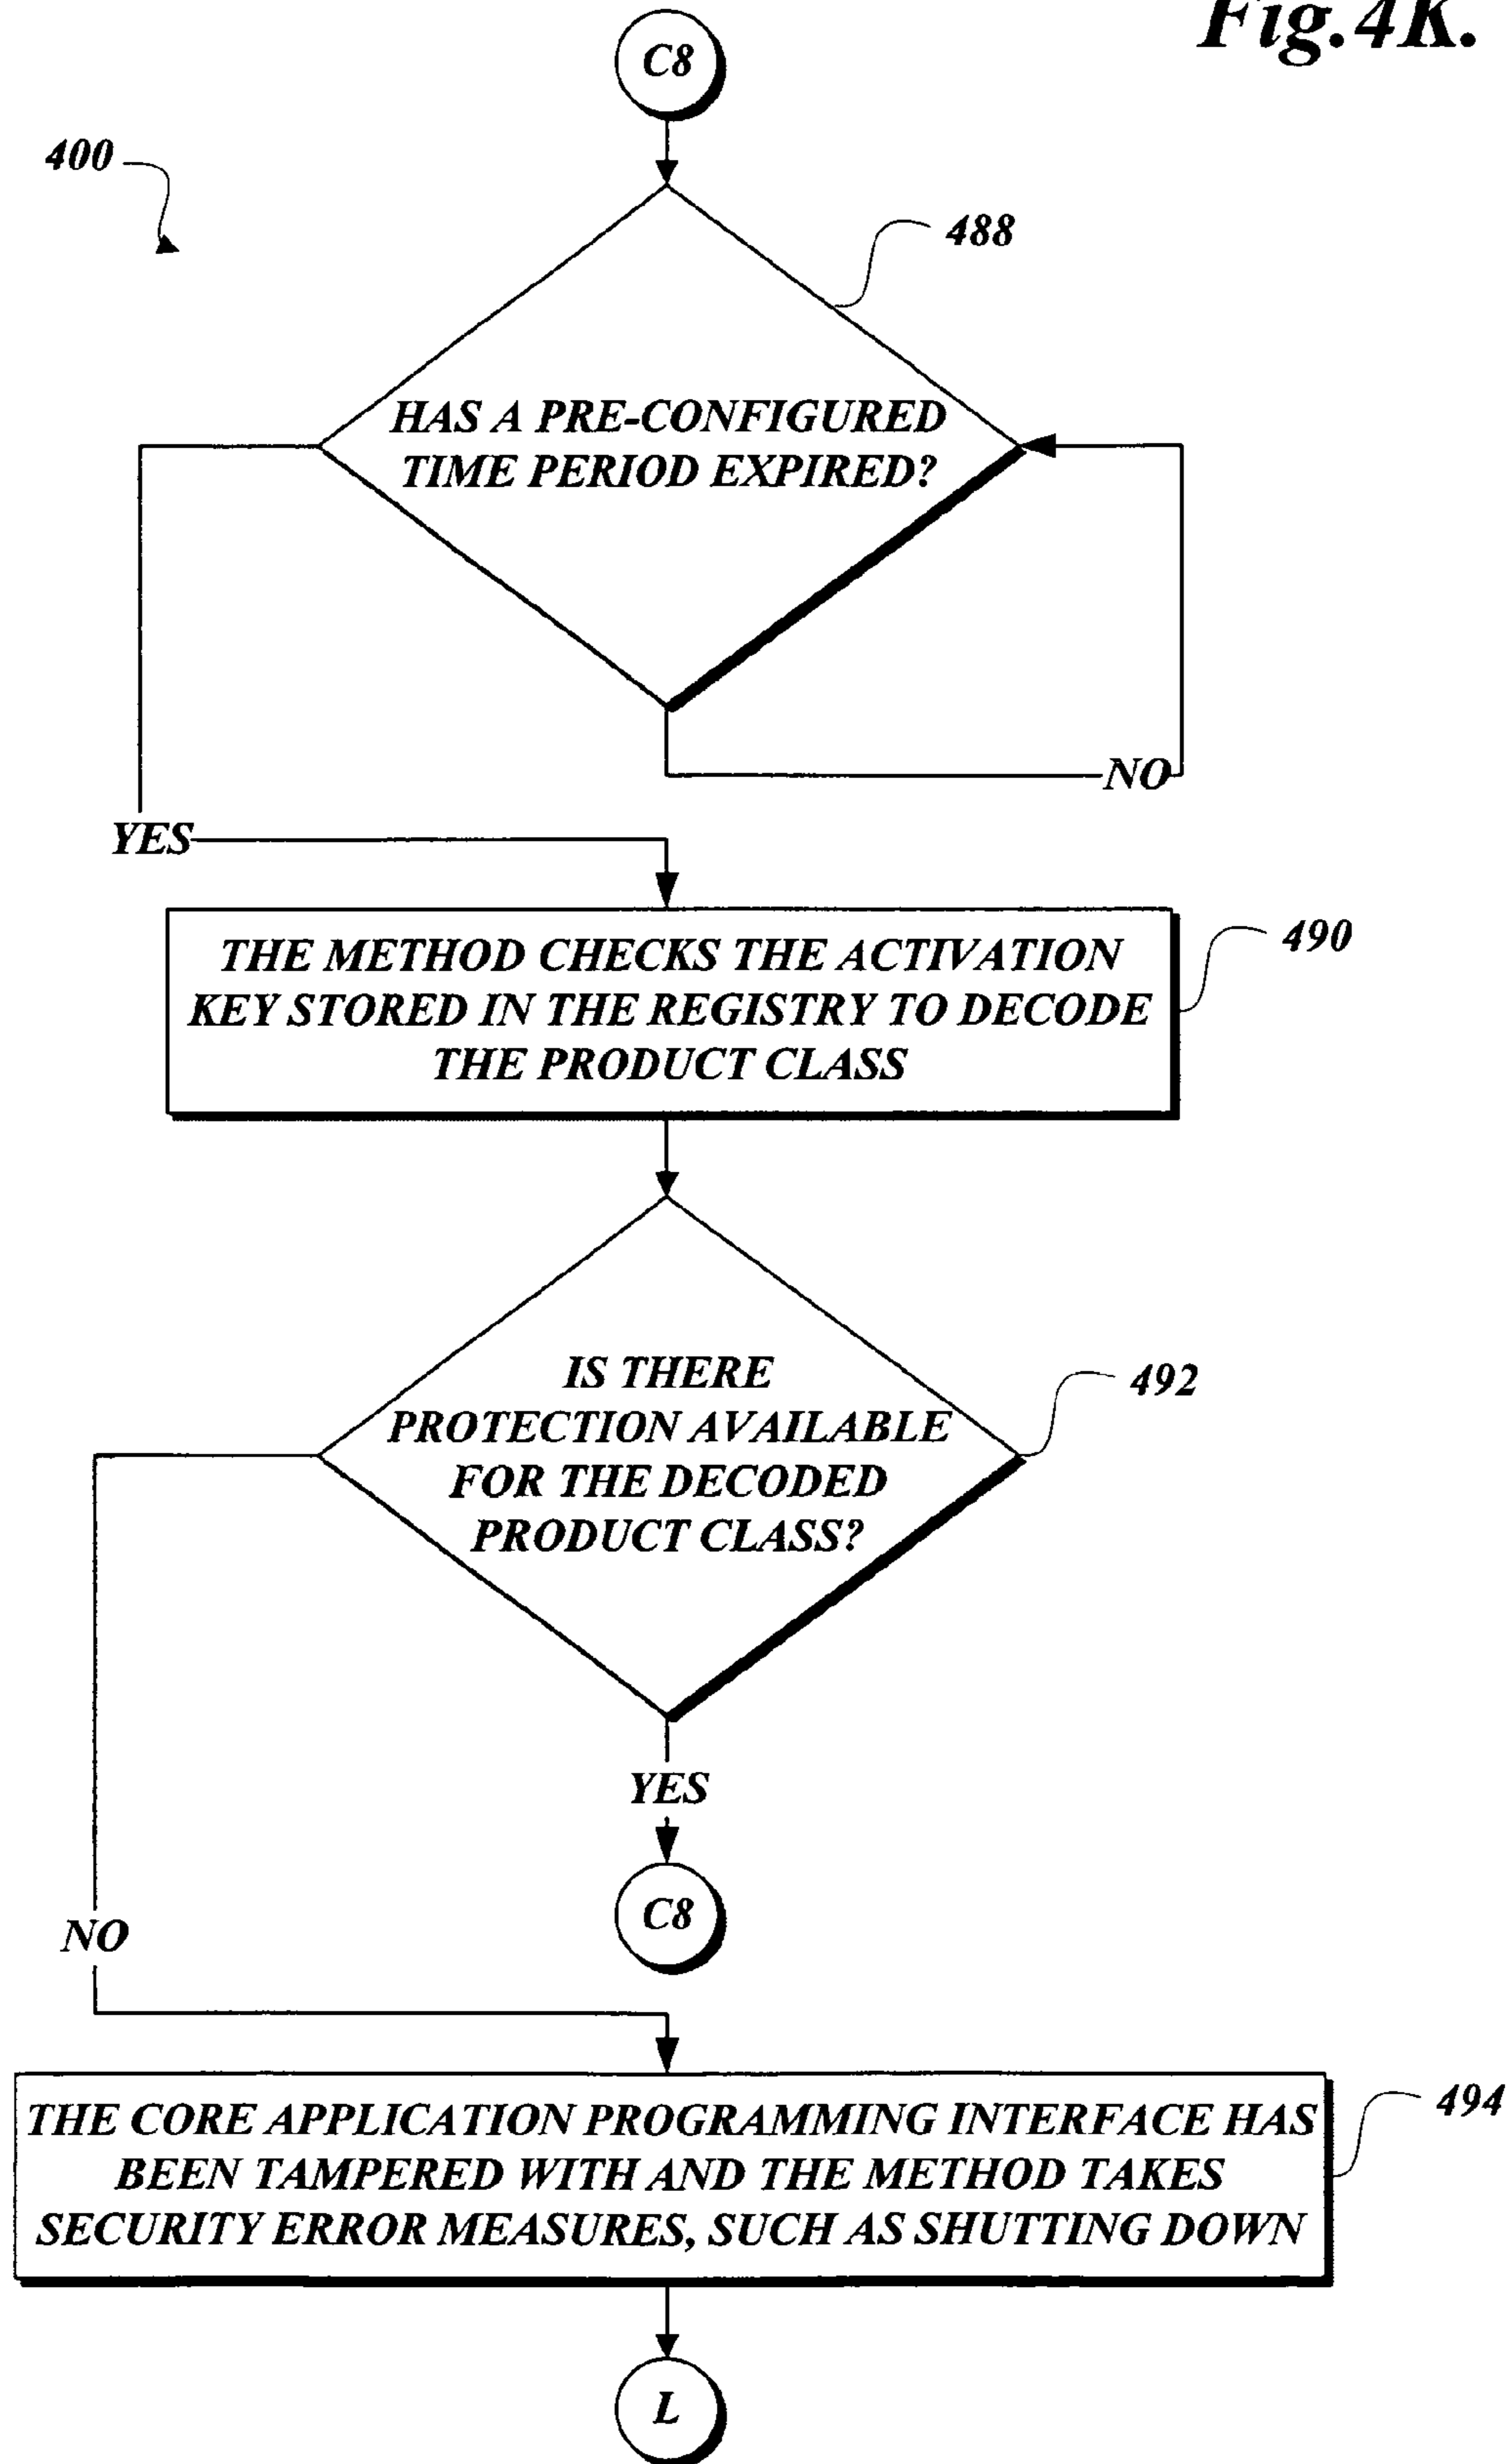 Fig.4K.
C8
400
488
HAS A PRE-CONFIGURED
TIME PERIOD EXPIRED?
NO
YES
THE METHOD CHECKS THE ACTIVATION
KEY STORED IN THE REGISTRY TO DECODE
THE PRODUCT CLASS
490
IS THERE
PROTECTION AVAILABLE
FOR THE DECODED
PRODUCT CLASS?
492
YES
C8
NO
THE CORE APPLICATION PROGRAMMING INTERFACE HAS
BEEN TAMPERED WITH AND THE METHOD TAKES
SECURITY ERROR MEASURES, SUCH AS SHUTTING DOWN
494
L